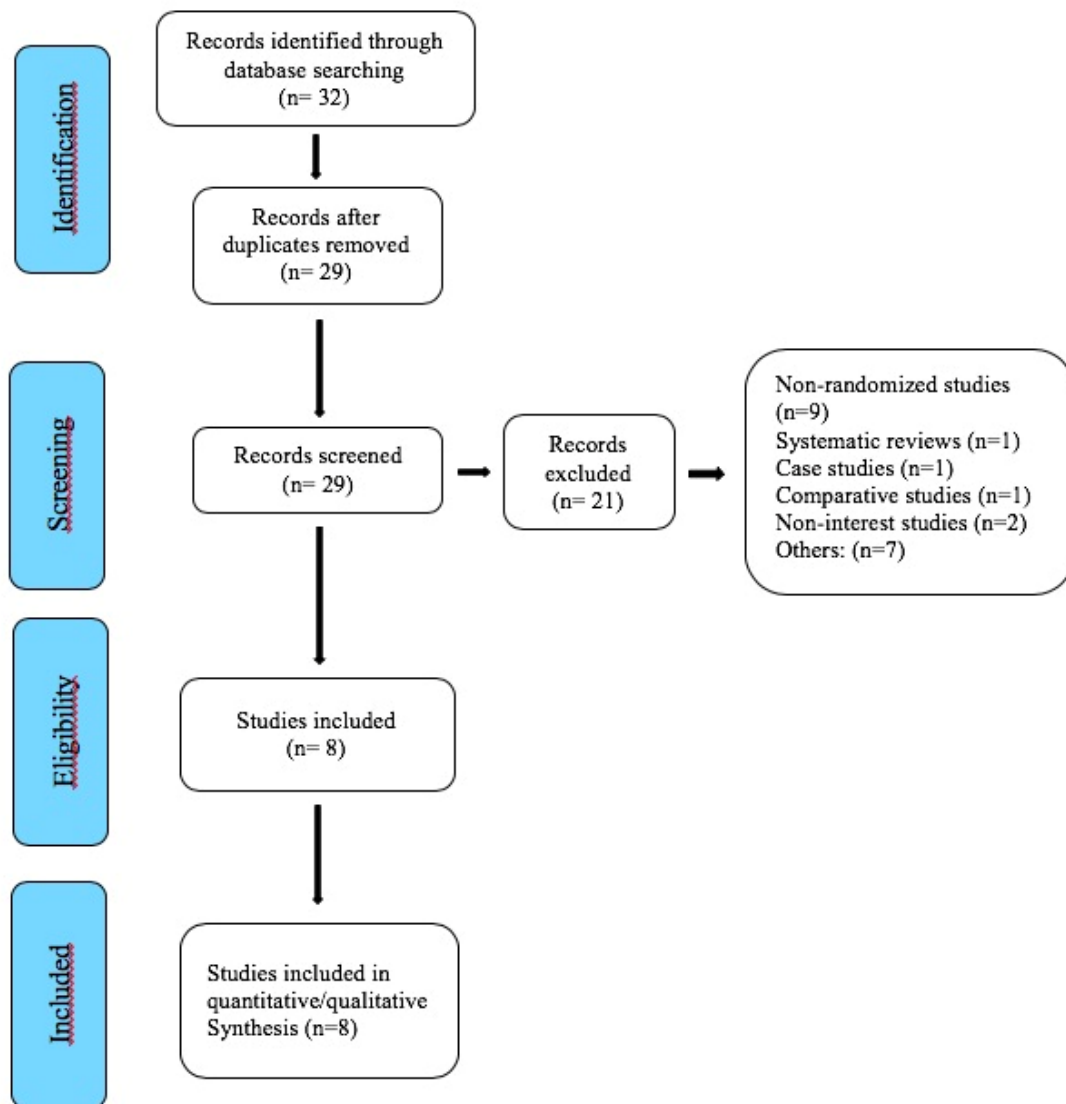 Identification
Records identified through
database searching
(n= 32)
Records after
duplicates removed
(n= 29)
Screening
Records screened
(n= 29)
Records
excluded
(n= 21)
Non-randomized studies
(n=9)
Systematic reviews (n=1)
Case studies (n=1)
Comparative studies (n=1)
Non-interest studies (n=2)
Others: (n=7)
Eligibility
Studies included
(n= 8)
Included
Studies included in
quantitative/qualitative
Synthesis (n=8)